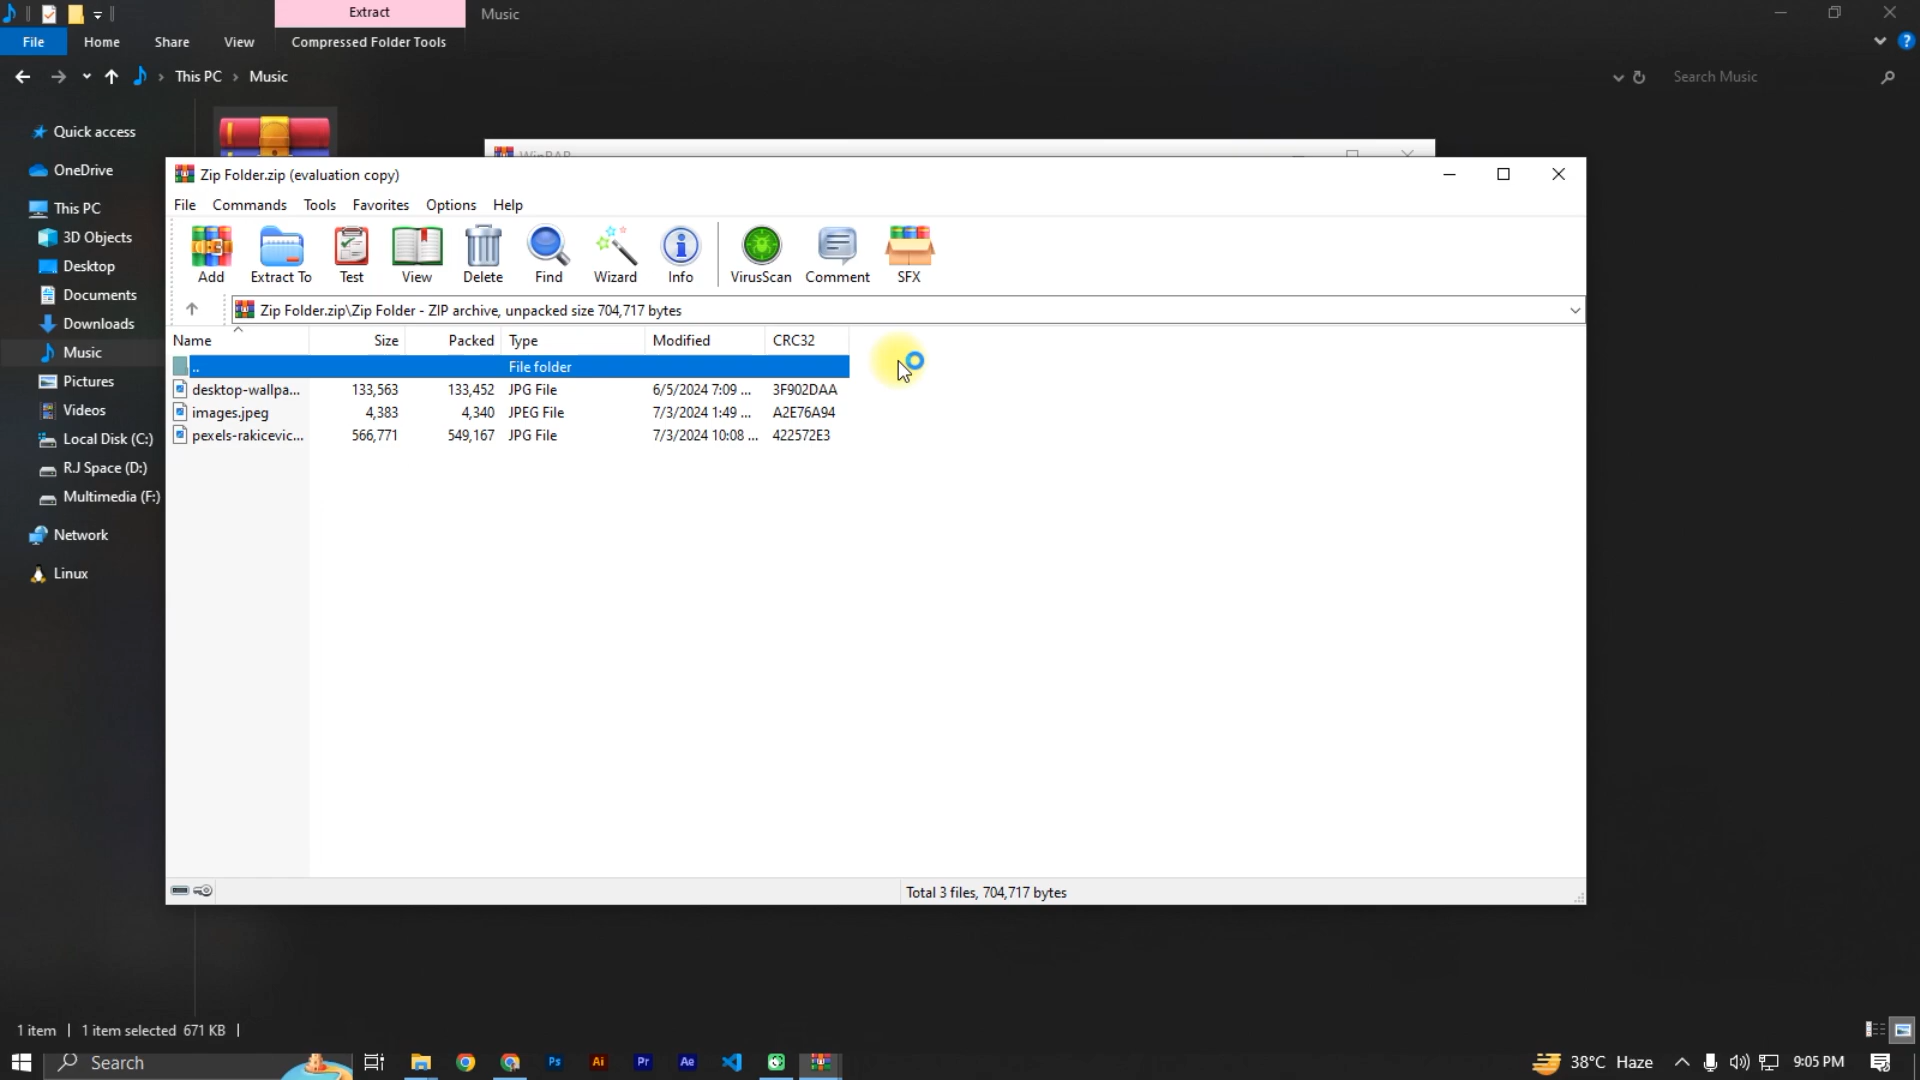 Extract
Music
File
Home
Share
View
Compressed Folder Tools
This PC
Music
Search Music
Quick access
OneDrive
This PC
3D Objects
Desktop
Documents
Downloads
Music
Pictures
Videos
Local Disk (C:)
RJ Space (D:)
Multimedia (F:)
Network
Linux
WinRAR
Zip Folder.zip (evaluation copy)
File Commands Tools Favorites Options Help
Add Extract To Test View Delete Find Wizard Info VirusScan Comment SFX
Zip Folder.zip\Zip Folder - ZIP archive, unpacked size 704,717 bytes
Name Size Packed Type Modified CRC32
.. File folder
desktop-wallpa... 133,563 133,452 JPG File 6/5/2024 7:09 ... 3F902DAA
images.jpeg 4,383 4,340 JPEG File 7/3/2024 1:49 ... A2E76A94
pexels-rakicevic... 566,771 549,167 JPG File 7/3/2024 10:08 ... 422572E3
Total 3 files, 704,717 bytes
1 item 1 item selected 671 KB
Search
Ps Ai Pr Ae
38°C Haze
9:05 PM